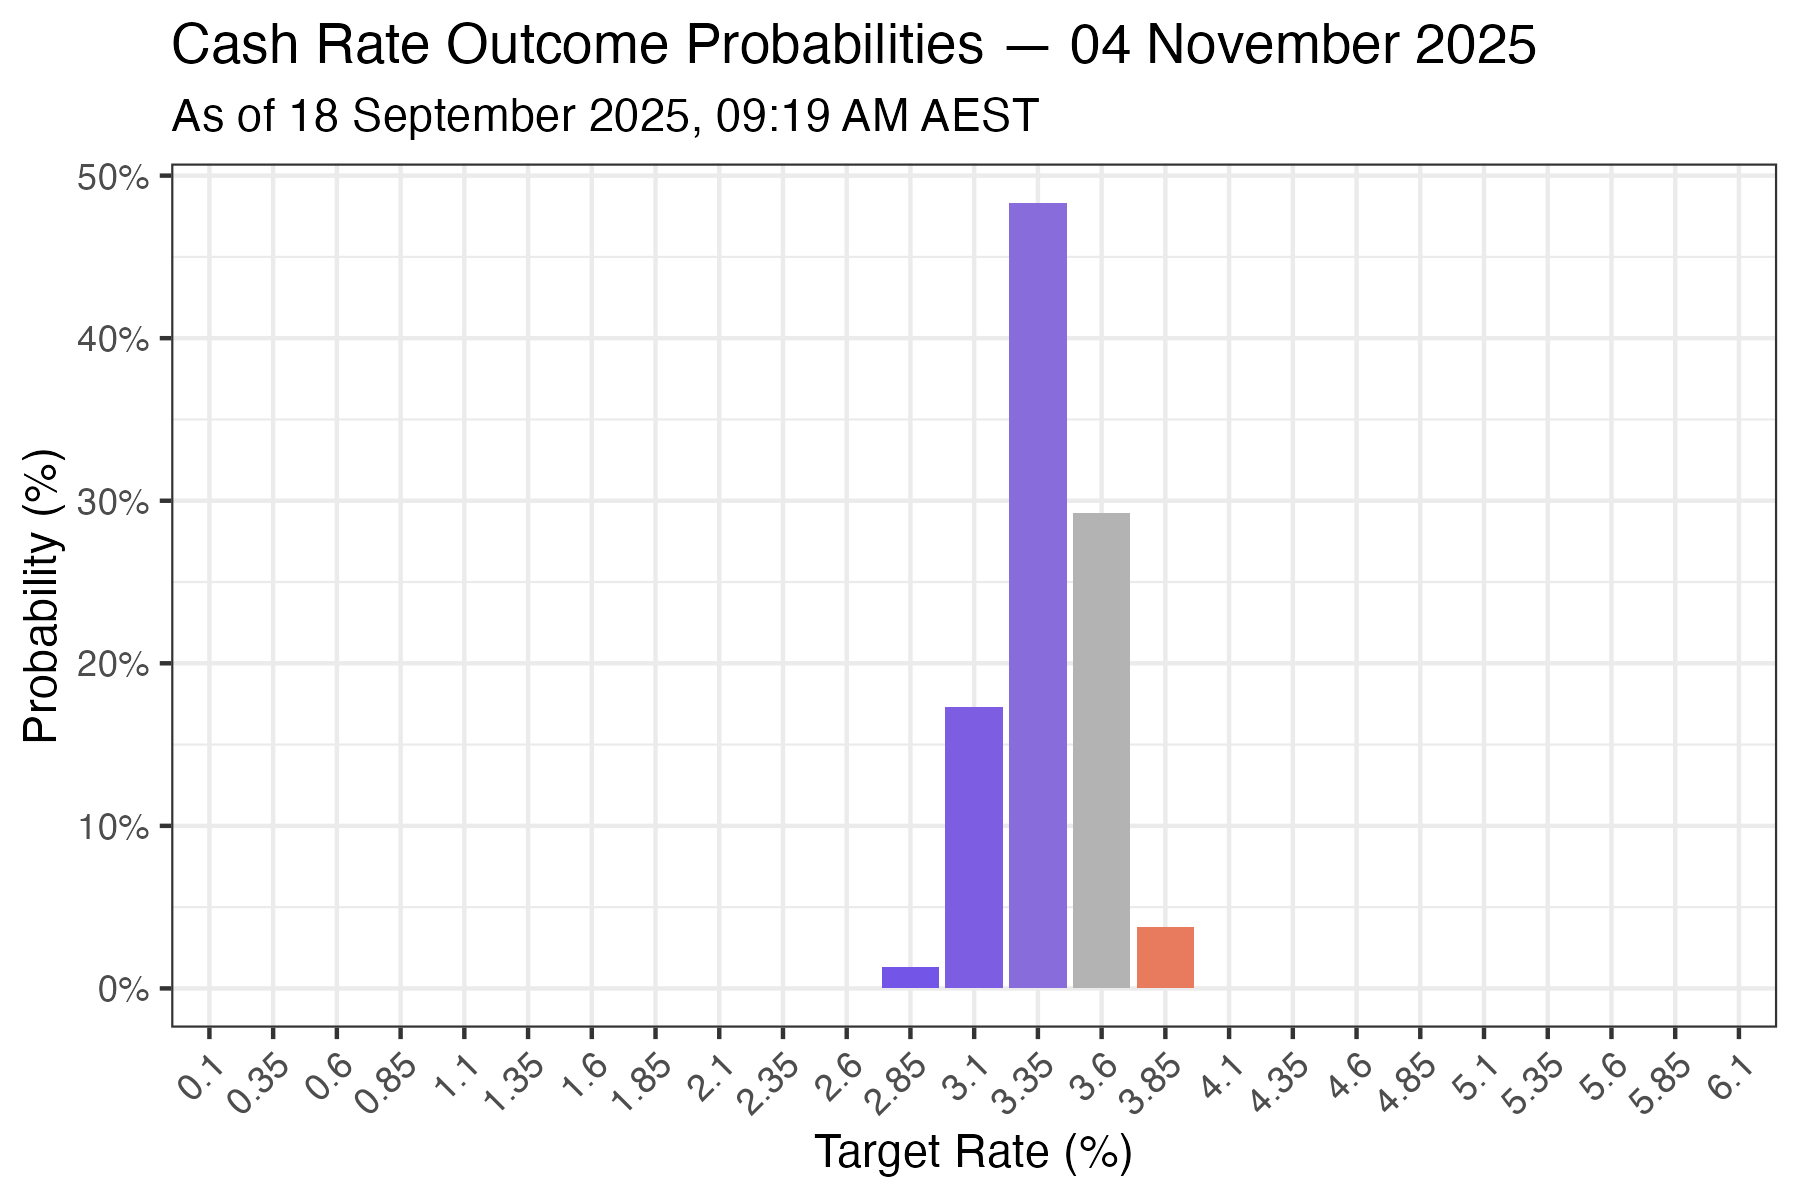 Cash Rate Outcome Probabilities — 04 November 2025
As of 18 September 2025, 09:19 AM AEST
Probability (%)
50%
40%
30%
20%
10%
0%
0.1 0.35 0.6 0.85 1.1 1.35 1.6 1.85 2.1 2.35 2.6 2.85 3.1 3.35 3.6 3.85 4.1 4.35 4.6 4.85 5.1 5.35 5.6 5.85 6.1
Target Rate (%)